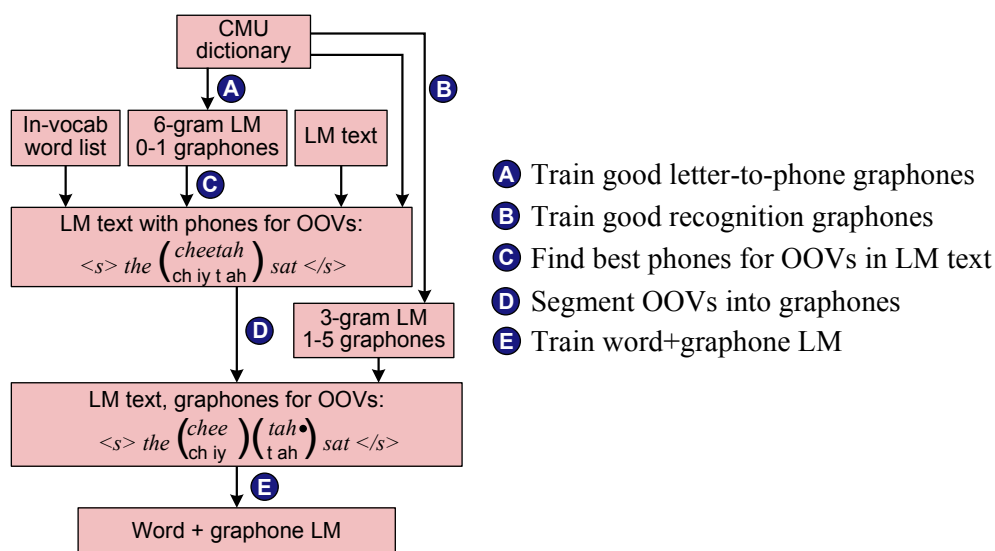 CMU
dictionary
A
B
In-vocab
word list
6-gram LM
0-1 graphones
LM text
C
LM text with phones for OOVs:
<s> the (cheetah) sat </s>
ch iy t ah
D
3-gram LM
1-5 graphones
LM text, graphones for OOVs:
<s> the (chee)(tah•) sat </s>
ch iy t ah
E
Word + graphone LM
A Train good letter-to-phone graphones
B Train good recognition graphones
C Find best phones for OOVs in LM text
D Segment OOVs into graphones
E Train word+graphone LM